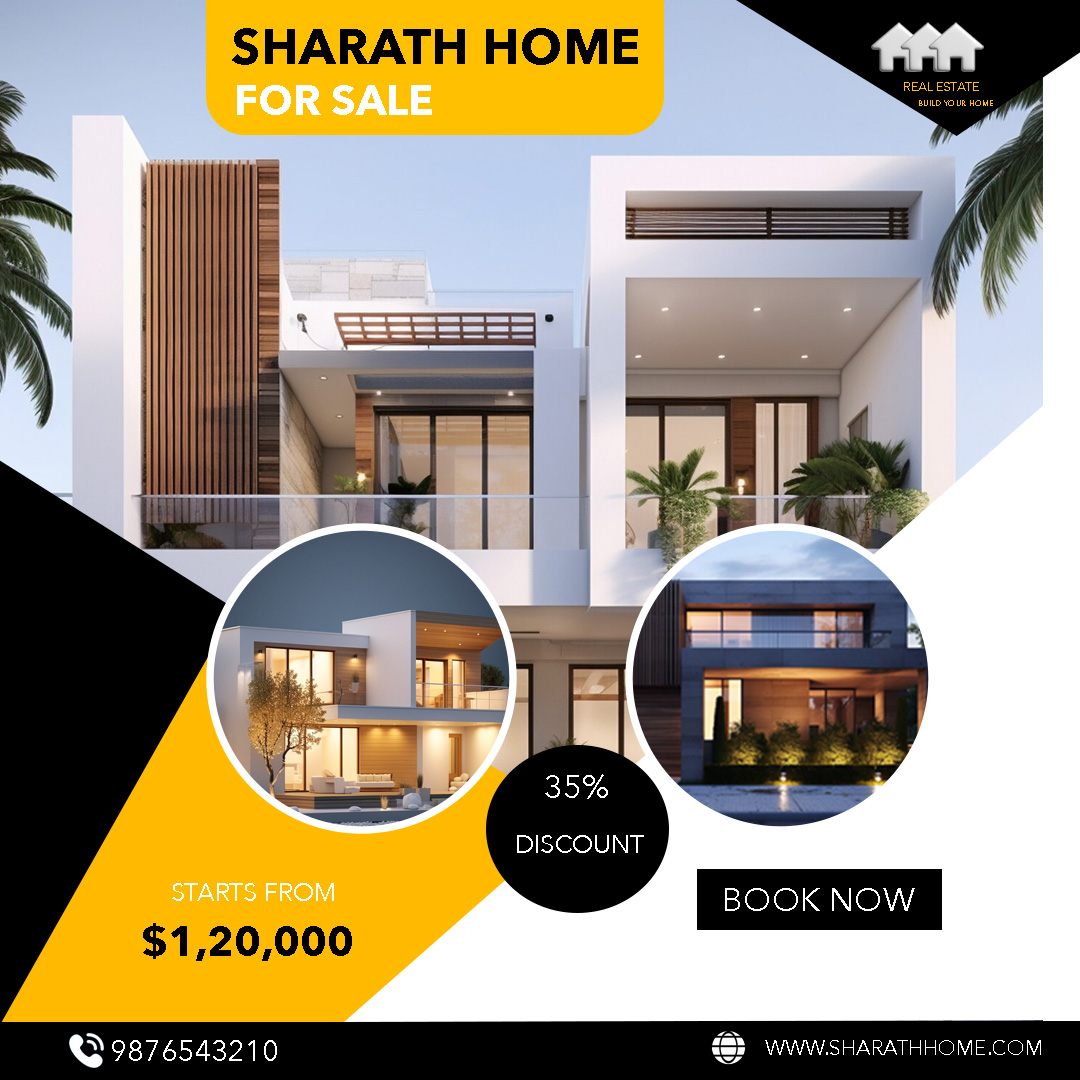 SHARATH HOME
FOR SALE
REAL ESTATE
BUILD YOUR HOME
35%
DISCOUNT
STARTS FROM
$1,20,000
BOOK NOW
9876543210
WWW.SHARATHHOME.COM